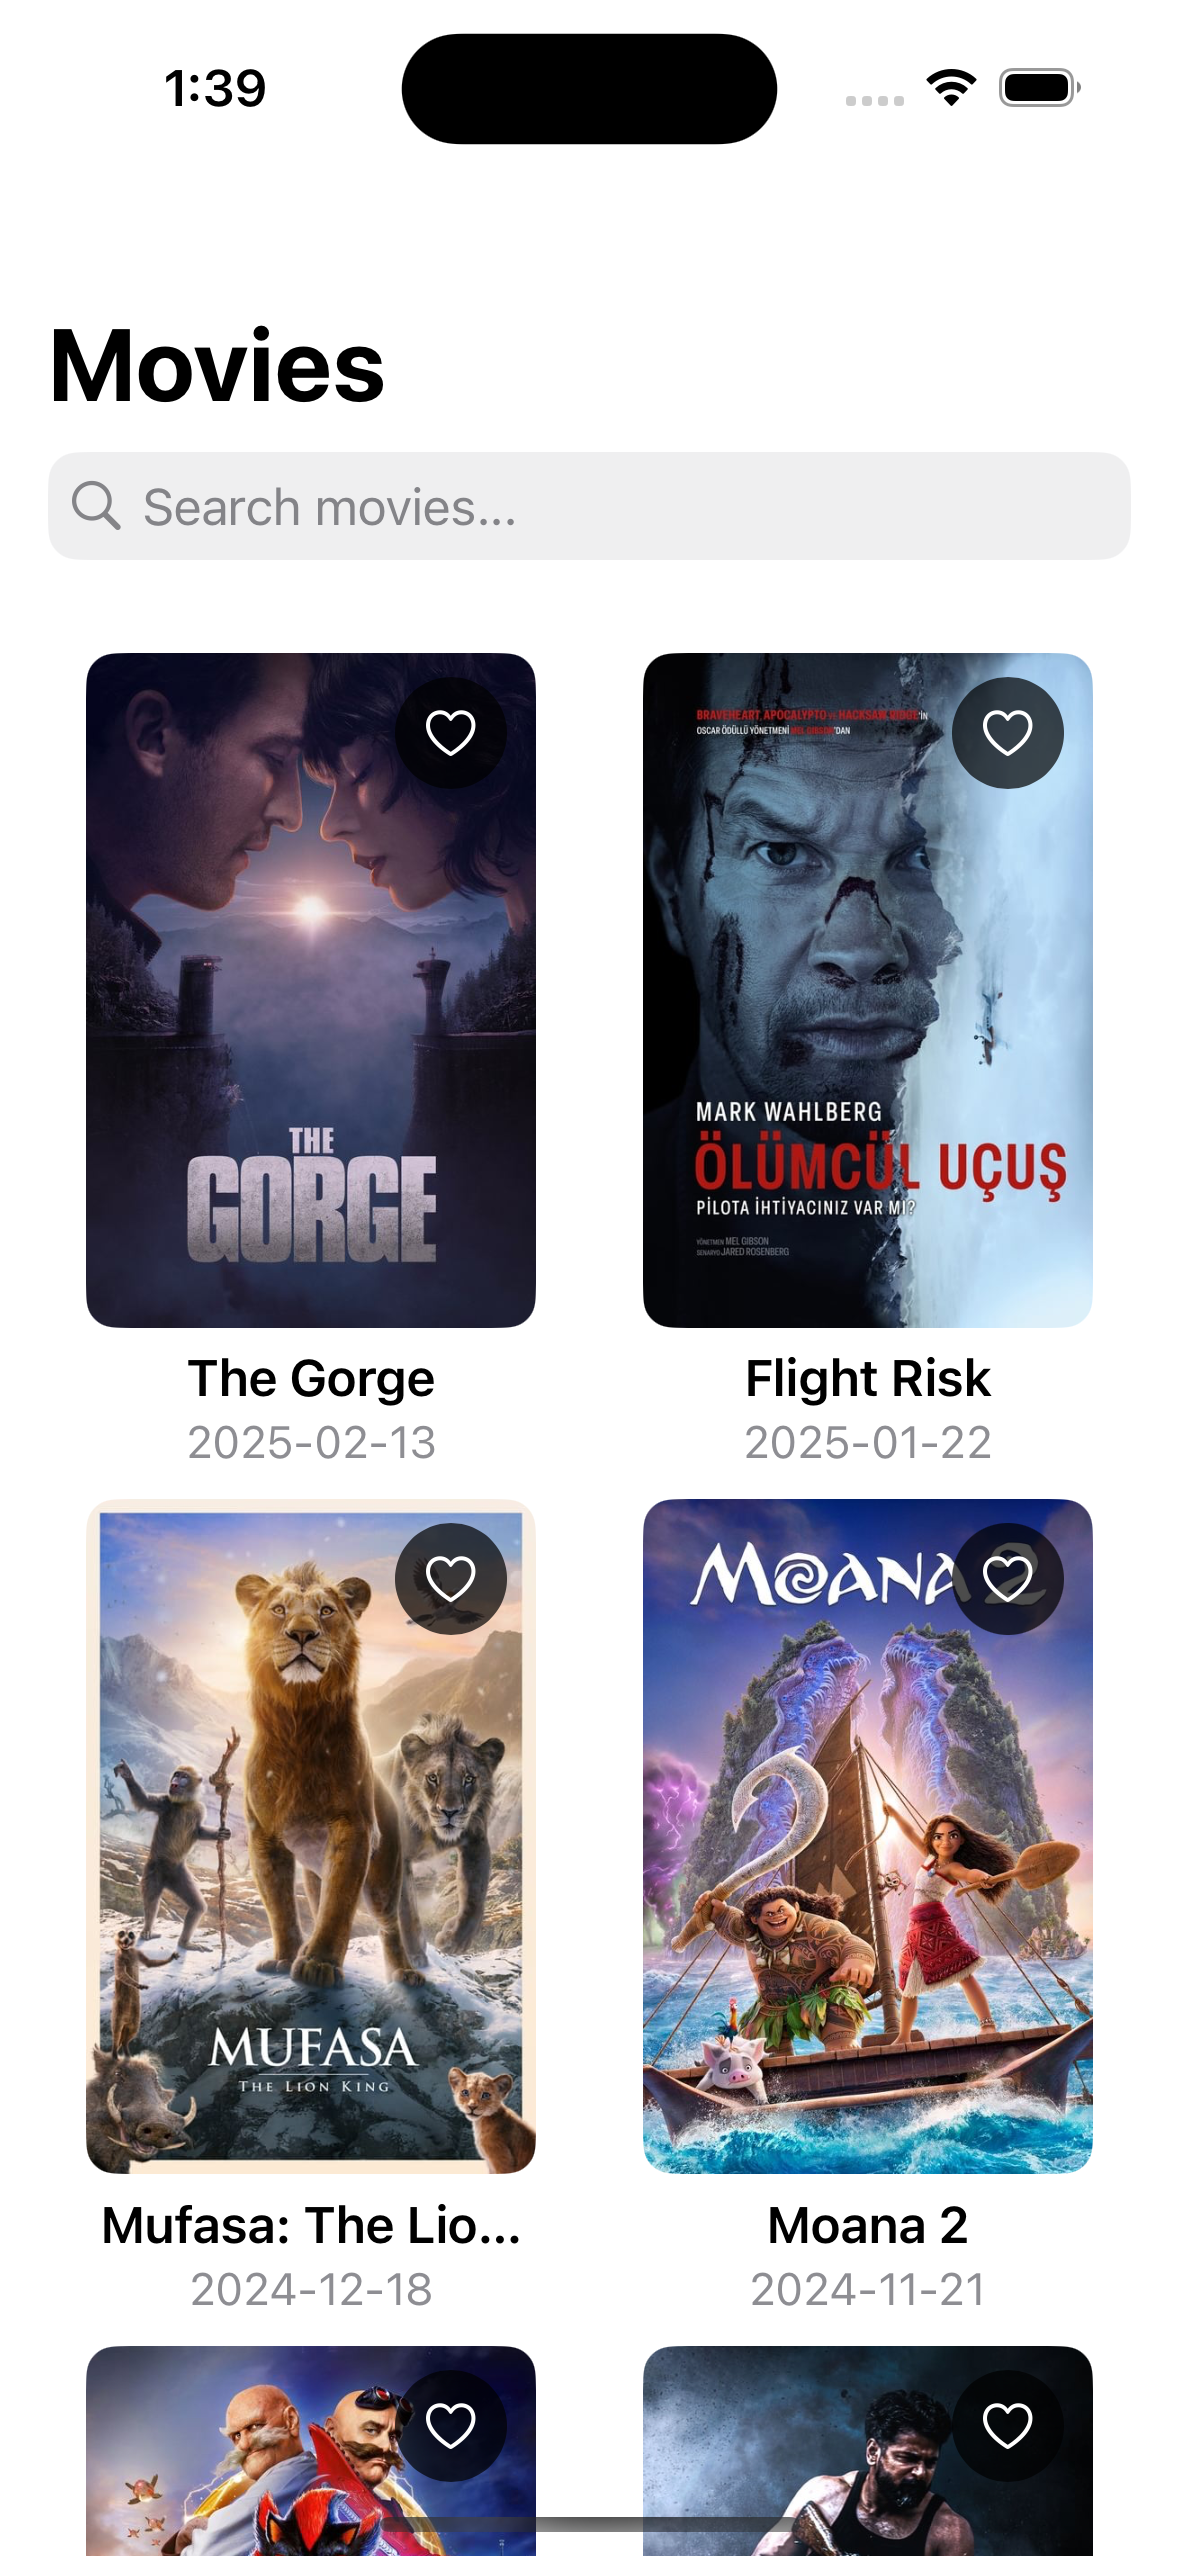 1:39
Movies
Search movies...
BRAVEHEART, APOCALYPTO ve HACKSAW RIDGE'İN
OSCAR ÖDÜLLÜ YÖNETMENİ MEL GIBSON'DAN
MARK WAHLBERG
ÖLÜMCÜL UÇUŞ
PİLOTA İHTİYACINIZ VAR MI?
YÖNETMEN MEL GIBSON
SENARYO JARED ROSENBERG
THE
GORGE
The Gorge
2025-02-13
Flight Risk
2025-01-22
MOANA 2
MUFASA
THE LION KING
Mufasa: The Lio...
2024-12-18
Moana 2
2024-11-21